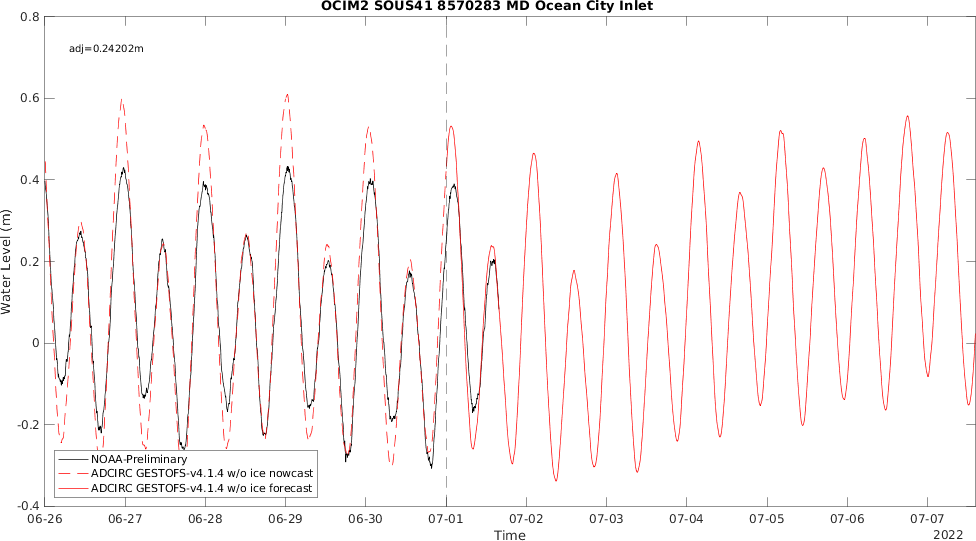 OCIM2 SOUS41 8570283 MD Ocean City Inlet
0.8
adj=0.24202m
0.6
0.4
0.2
0
-0.2
-0.4
Water Level (m)
NOAA-Preliminary
ADCIRC GESTOFS-v4.1.4 w/o ice nowcast
ADCIRC GESTOFS-v4.1.4 w/o ice forecast
06-26 06-27 06-28 06-29 06-30 07-01 07-02 07-03 07-04 07-05 07-06 07-07
Time
2022